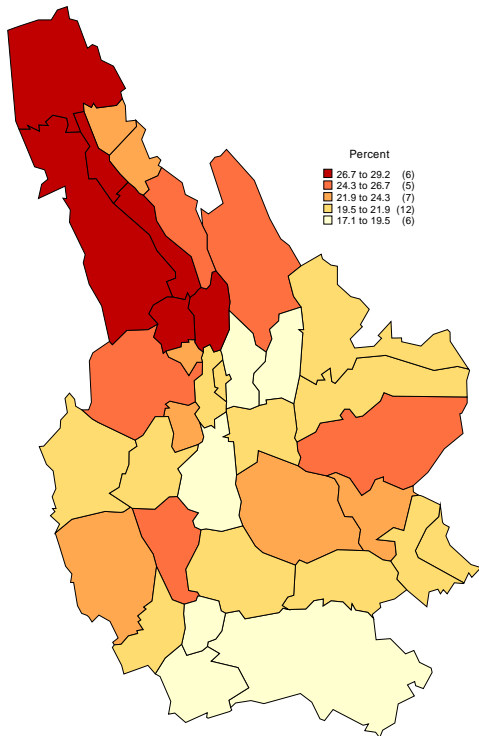 Percent
26.7 to 29.2 (6)
24.3 to 26.7 (5)
21.9 to 24.3 (7)
19.5 to 21.9 (12)
17.1 to 19.5 (6)